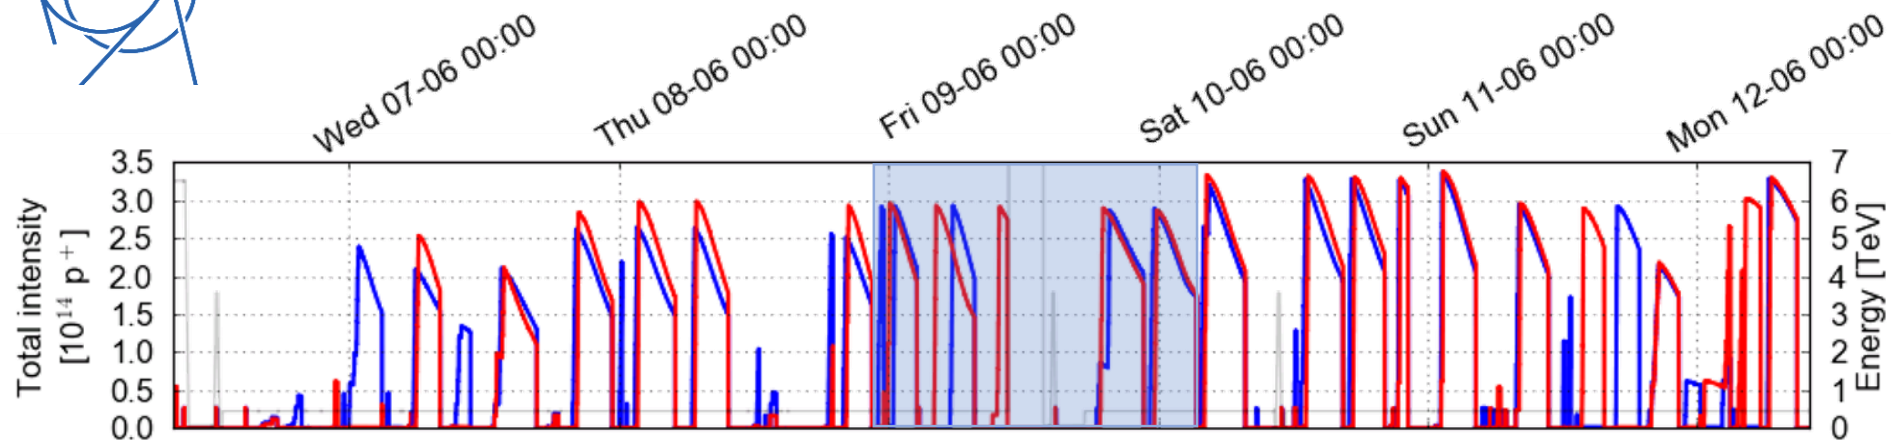 Wed 07-06 00:00
Thu 08-06 00:00
Fri 09-06 00:00
Sat 10-06 00:00
Sun 11-06 00:00
Mon 12-06 00:00
Total intensity
[10¹⁴ p⁺]
3.5
3.0
2.5
2.0
1.5
1.0
0.5
0.0
7
6
5
4
3
2
1
0
Energy [TeV]